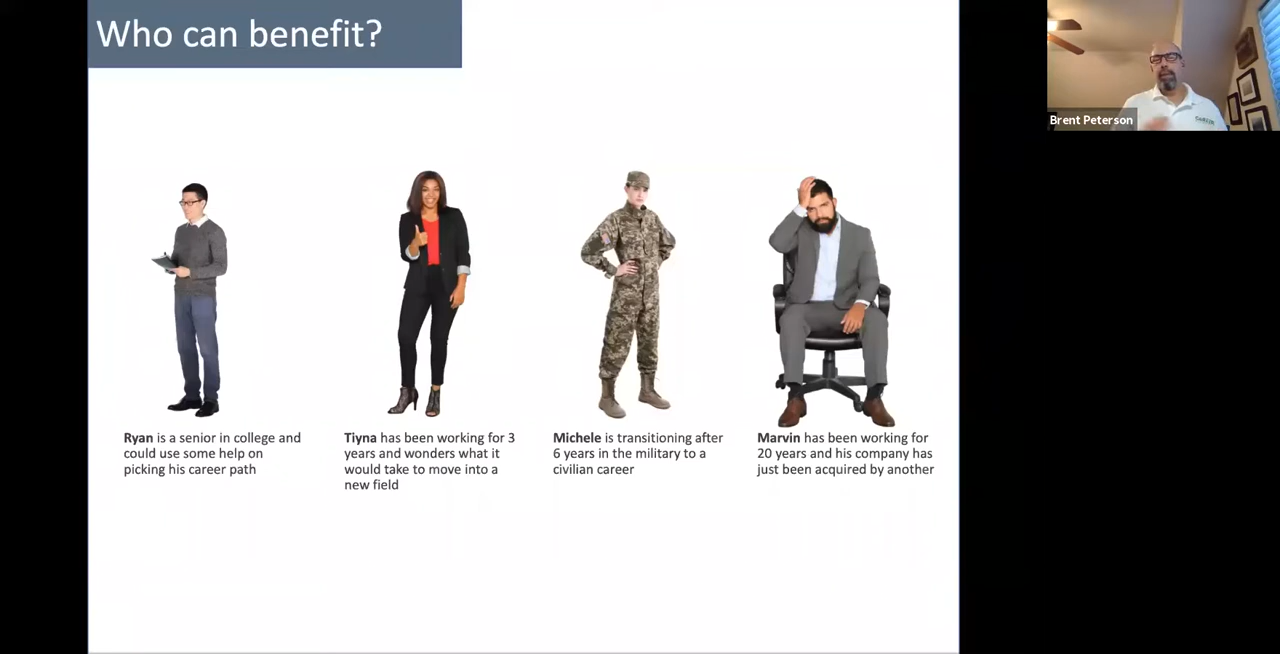 Who can benefit?
Brent Peterson
Ryan is a senior in college and
could use some help on
picking his career path
Tiyna has been working for 3
years and wonders what it
would take to move into a
new field
Michele is transitioning after
6 years in the military to a
civilian career
Marvin has been working for
20 years and his company has
just been acquired by another